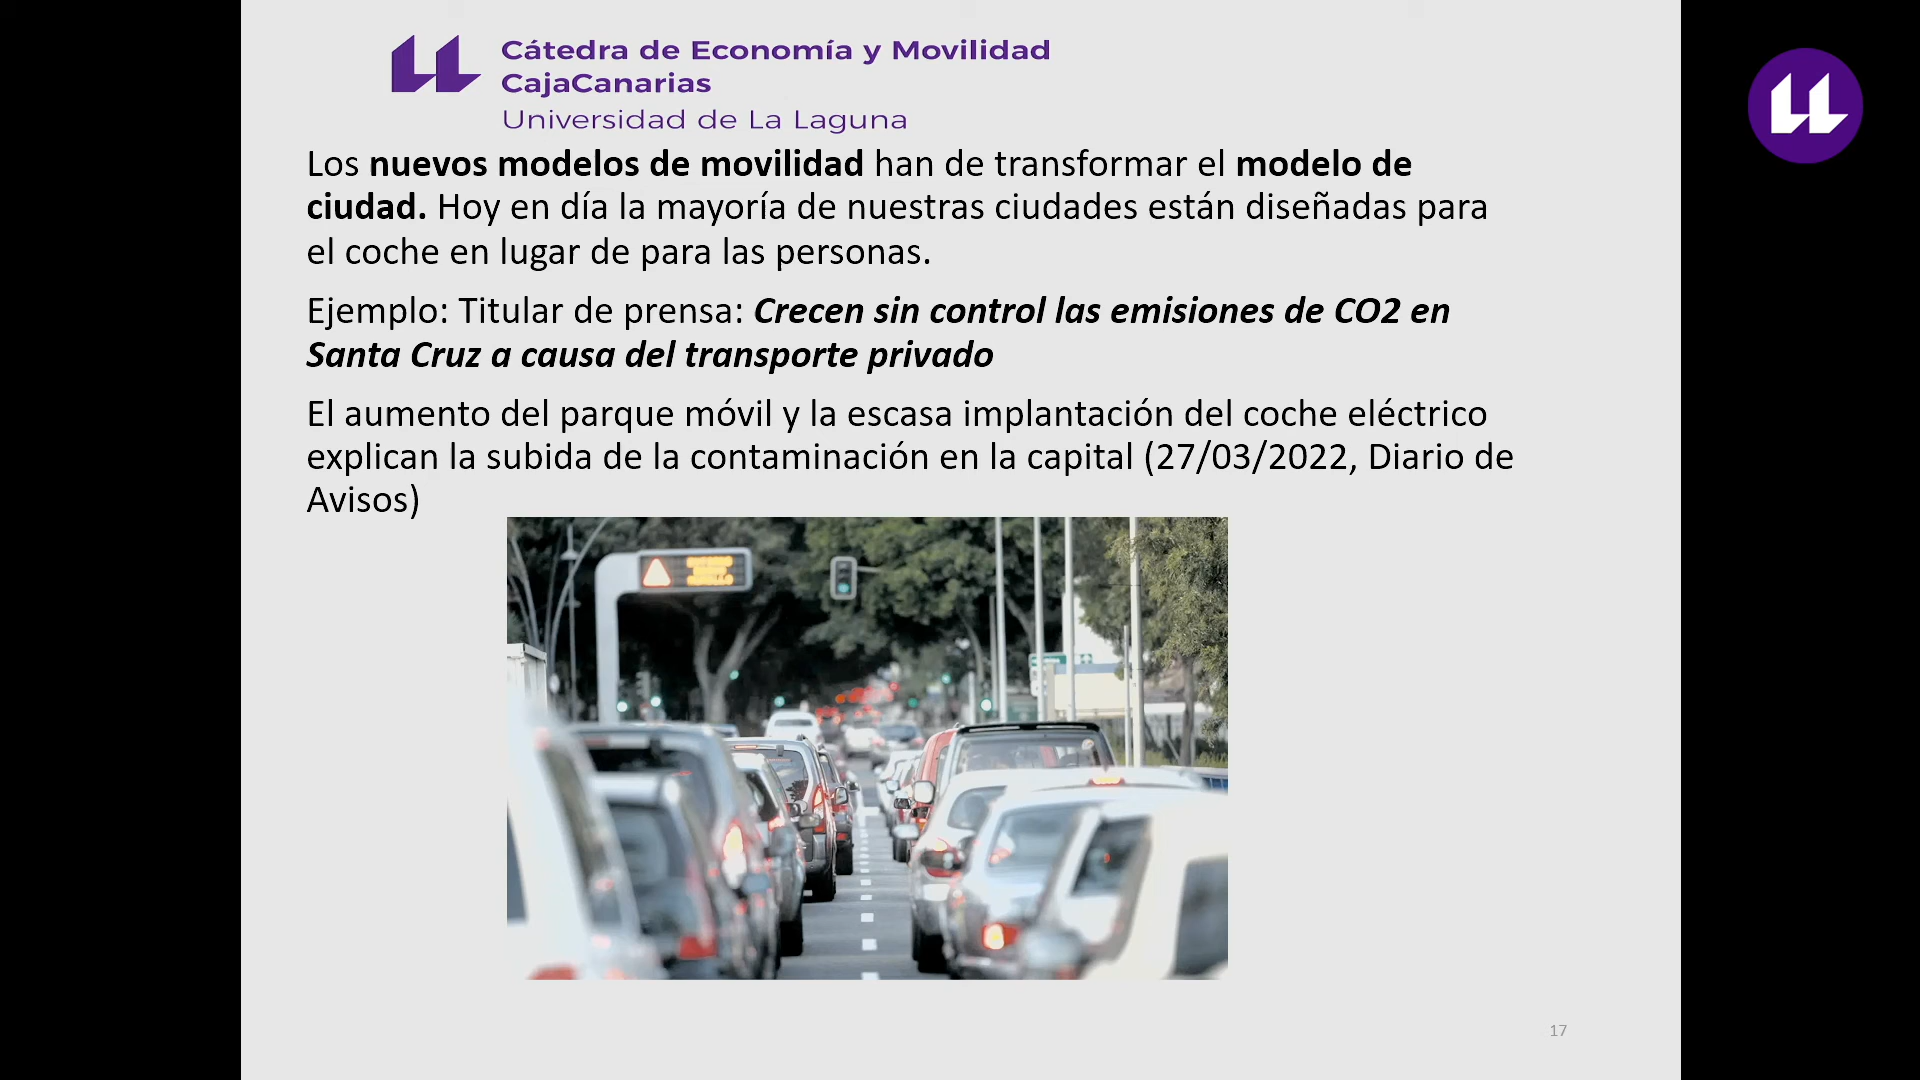 Cátedra de Economía y Movilidad
CajaCanarias
Universidad de La Laguna
Los nuevos modelos de movilidad han de transformar el modelo de
ciudad. Hoy en día la mayoría de nuestras ciudades están diseñadas para
el coche en lugar de para las personas.
Ejemplo: Titular de prensa: Crecen sin control las emisiones de CO2 en
Santa Cruz a causa del transporte privado
El aumento del parque móvil y la escasa implantación del coche eléctrico
explican la subida de la contaminación en la capital (27/03/2022, Diario de
Avisos)
17